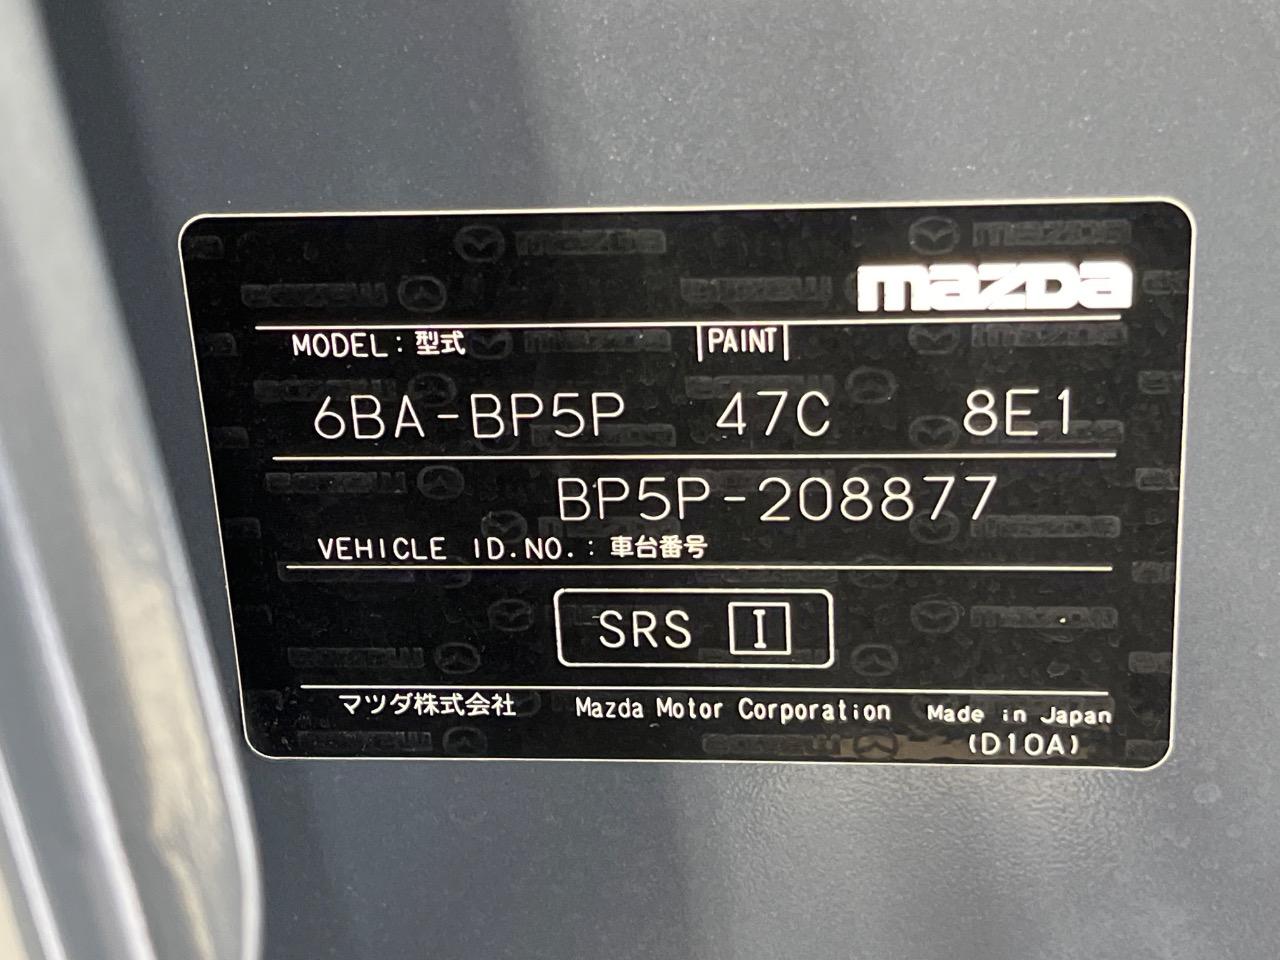 mazda
MODEL: 型式 PAINT
6BA-BP5P 47C 8E1
BP5P-208877
VEHICLE ID.NO.: 車台番号
SRS I
マツダ株式会社 Mazda Motor Corporation Made in Japan
(D10A)